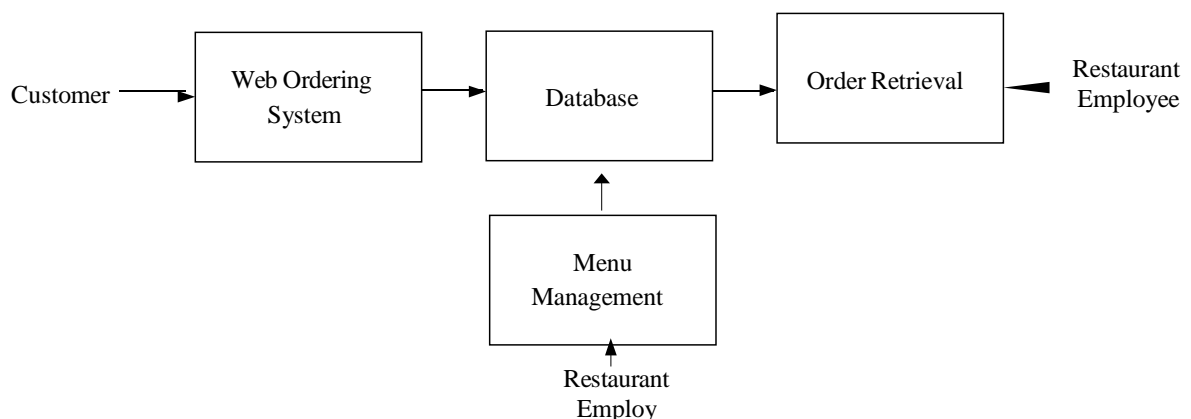 Customer
Web Ordering
System
Database
Order Retrieval
Restaurant
Employee
Menu
Management
Restaurant
Employ